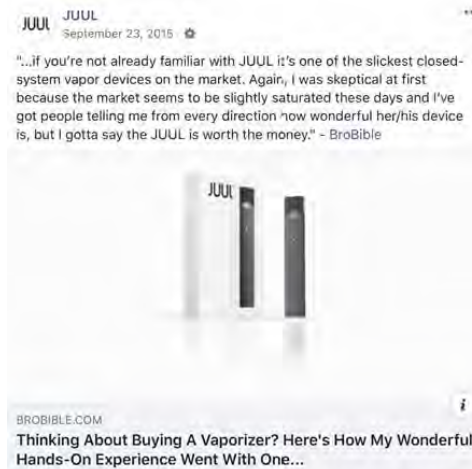 JUUL
JUUL
September 23, 2015
"...if you're not already familiar with JUUL it's one of the slickest closed-
system vapor devices on the market. Again, I was skeptical at first
because the market seems to be slightly saturated these days and I've
got people telling me from every direction how wonderful her/his device
is, but I gotta say the JUUL is worth the money." - BroBible
JUUL
i
BROBIBLE.COM
Thinking About Buying A Vaporizer? Here's How My Wonderful
Hands-On Experience Went With One...